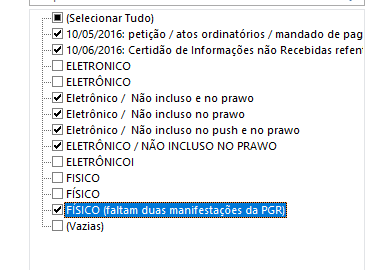 (Selecionar Tudo)
10/05/2016: petição / atos ordinatórios / mandado de pag
10/06/2016: Certidão de Informações não Recebidas refen
ELETRONICO
ELETRÔNICO
Eletrônico /  Não incluso e no prawo
Eletrônico /  Não incluso no prawo
Eletrônico /  Não incluso no push e no prawo
ELETRÔNICO / NÃO INCLUSO NO PRAWO
ELETRÔNICOI
FISICO
FÍSICO
FÍSICO (faltam duas manifestações da PGR)
(Vazias)